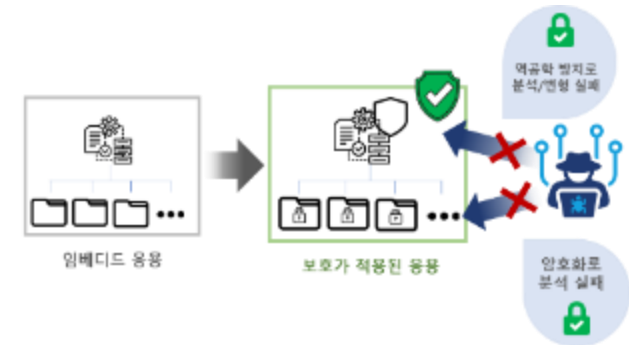 역공학 방지로
분석/변형 실패
임베디드 응용
보호가 적용된 응용
암호화로
분석 실패